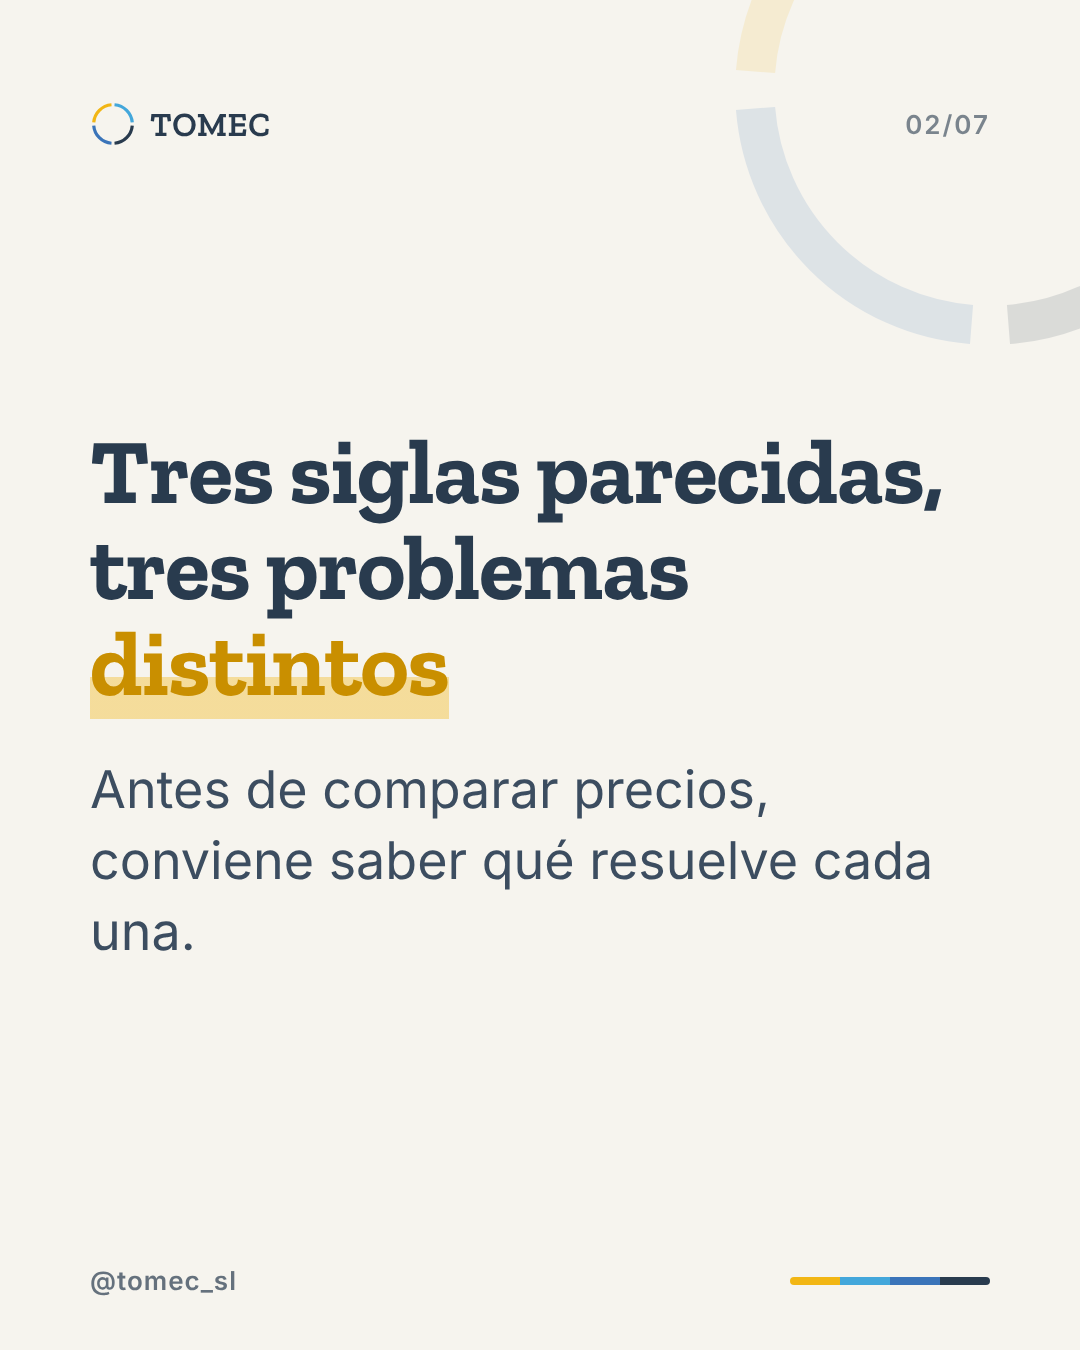 TOMEC
02/07
Tres siglas parecidas,
tres problemas
distintos
Antes de comparar precios,
conviene saber qué resuelve cada
una.
@tomec_sl